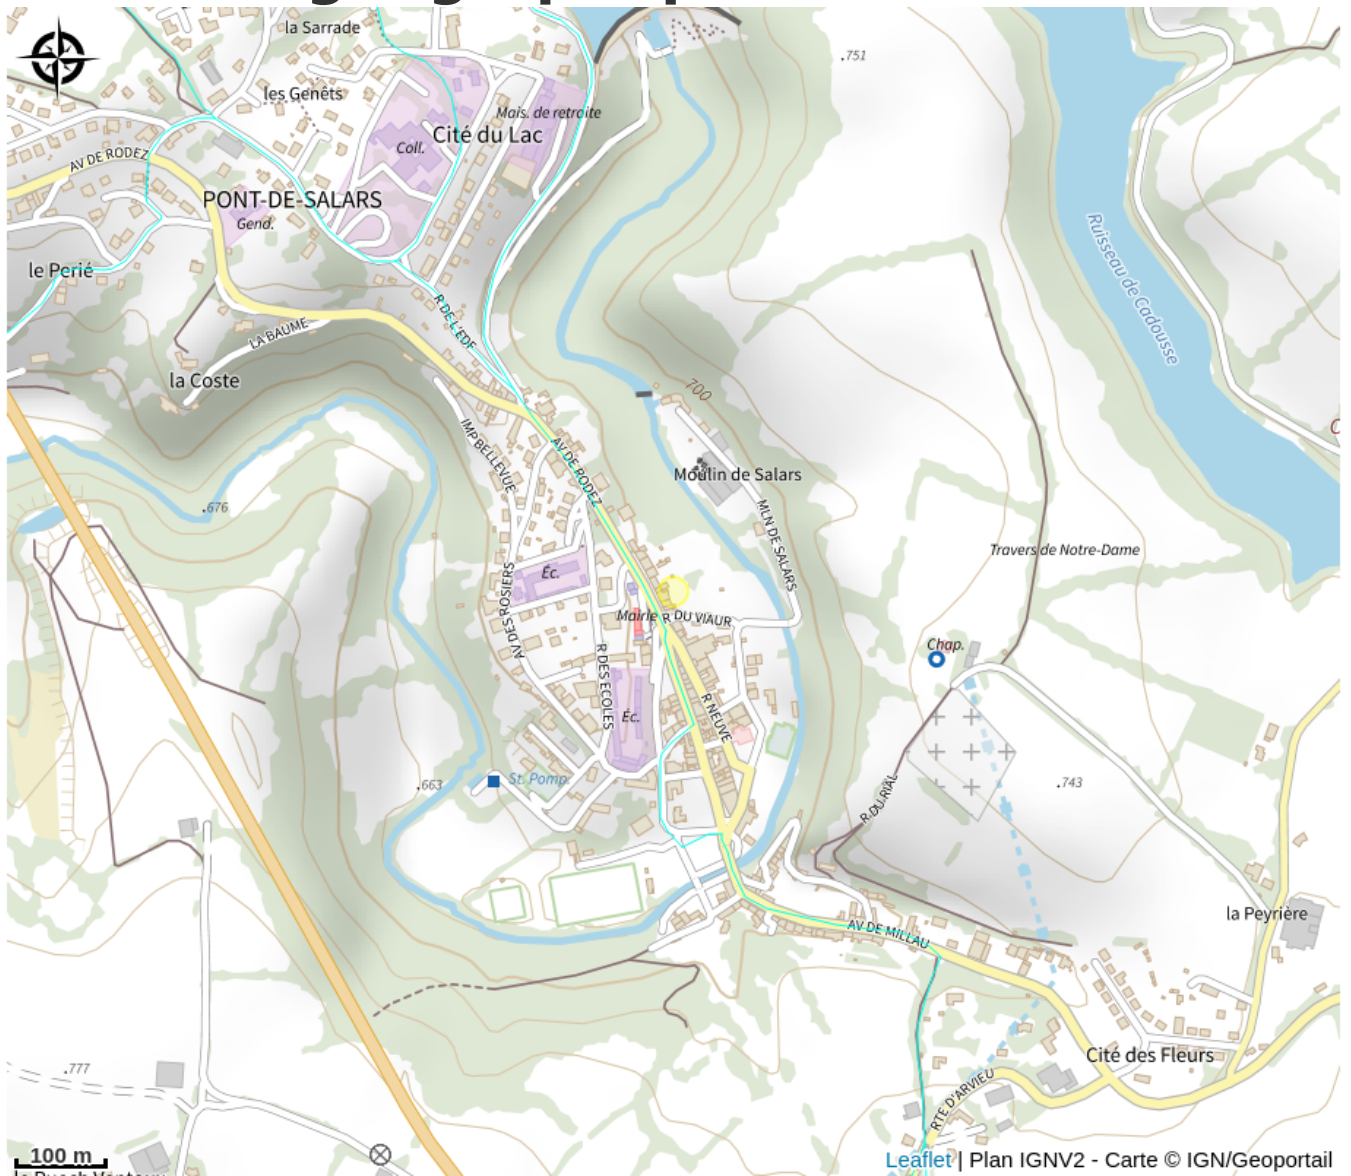 la Sarrade
.751
les Genêts
Mais. de retraite
Cité du Lac
Coll.
AV DE RODEZ
PONT-DE-SALARS
Gend.
Ruisseau de Cadousse
le Perié
R DE L'EDF
LA BAUME
la Coste
700
IMP BELLEVUE
AV DE RODEZ
Moulin de Salars
.676
MLN DE SALARS
Travers de Notre-Dame
Éc.
AV DES ROSIERS
Mairie
R DU VIAUR
Chap.
R DES ECOLES
R NEUVE
Éc.
St. Pomp.
.663
.743
R DU RIAL
la Peyrière
AV DE MILLAU
Cité des Fleurs
.777
RTE D'ARVIEU
100 m
Leaflet | Plan IGNV2 - Carte © IGN/Geoportail